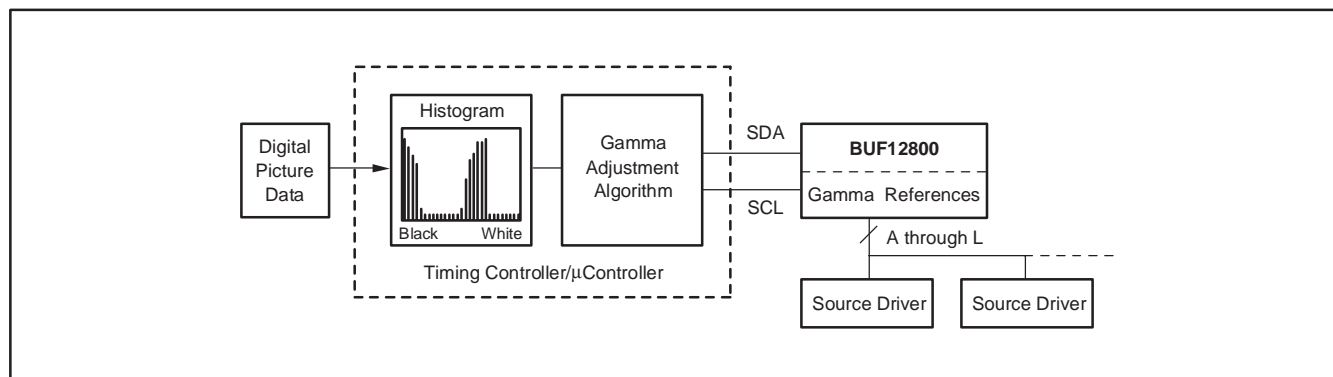 Digital
Picture
Data
Histogram
Black White
Gamma
Adjustment
Algorithm
Timing Controller/μController
SDA
SCL
BUF12800
Gamma References
A through L
Source Driver
Source Driver